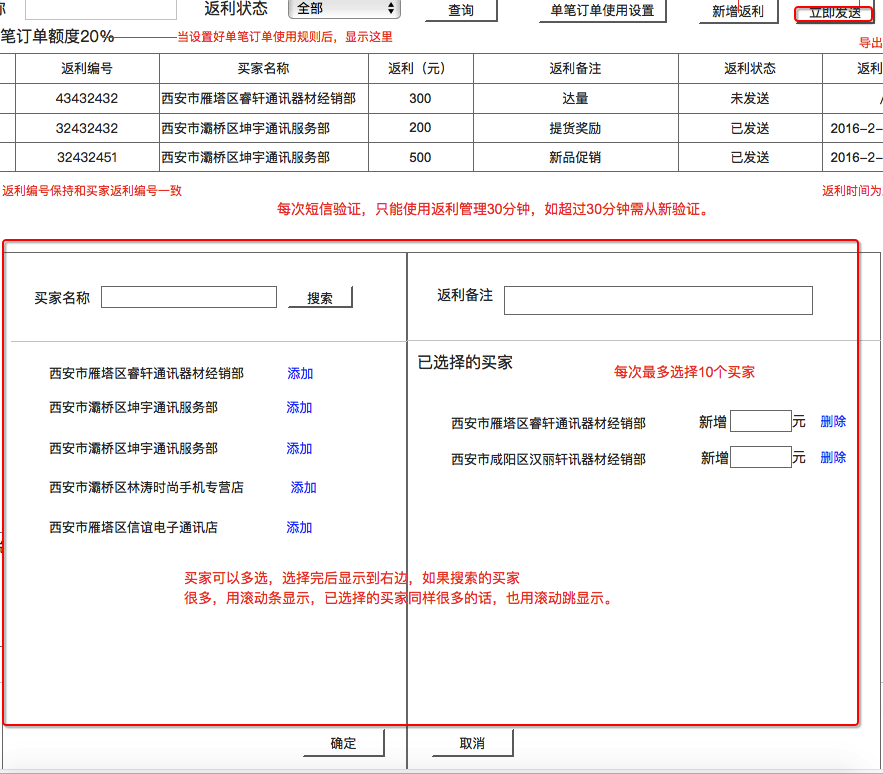 返利状态 全部 查询 单笔订单使用设置 新增返利 立即发送
笔订单额度20% 当设置好单笔订单使用规则后，显示这里
导出
返利编号 买家名称 返利（元） 返利备注 返利状态 返利
43432432 西安市雁塔区睿轩通讯器材经销部 300 达量 未发送
32432432 西安市灞桥区坤宇通讯服务部 200 提货奖励 已发送 2016-2-
32432451 西安市灞桥区坤宇通讯服务部 500 新品促销 已发送 2016-2-
返利编号保持和买家返利编号一致 返利时间为
每次短信验证，只能使用返利管理30分钟，如超过30分钟需从新验证。
买家名称 搜索 返利备注
已选择的买家
西安市雁塔区睿轩通讯器材经销部 添加 每次最多选择10个买家
西安市灞桥区坤宇通讯服务部 添加
西安市雁塔区睿轩通讯器材经销部 新增 元 删除
西安市灞桥区坤宇通讯服务部 添加
西安市咸阳区汉丽轩讯器材经销部 新增 元 删除
西安市灞桥区林涛时尚手机专营店 添加
西安市雁塔区信谊电子通讯店 添加
买家可以多选，选择完后显示到右边，如果搜索的买家
很多，用滚动条显示，已选择的买家同样很多的话，也用滚动跳显示。
确定 取消